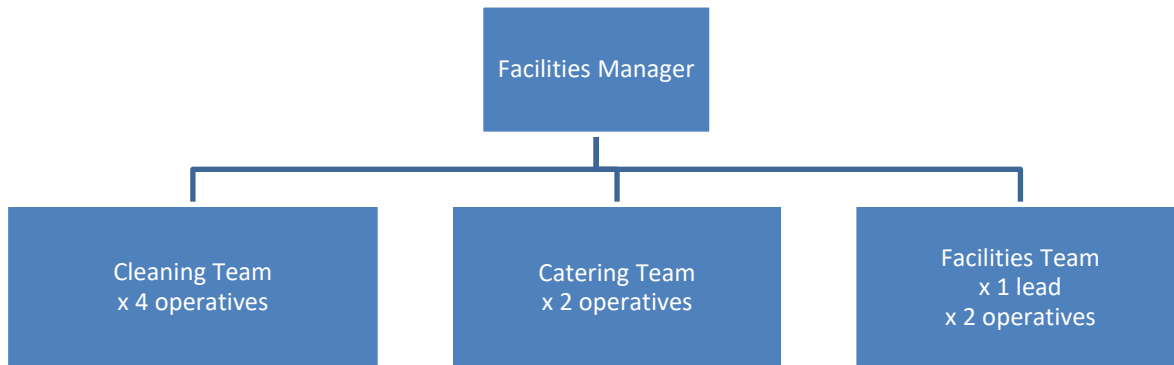 Facilities Manager
Cleaning Team
x 4 operatives
Catering Team
x 2 operatives
Facilities Team
x 1 lead
x 2 operatives